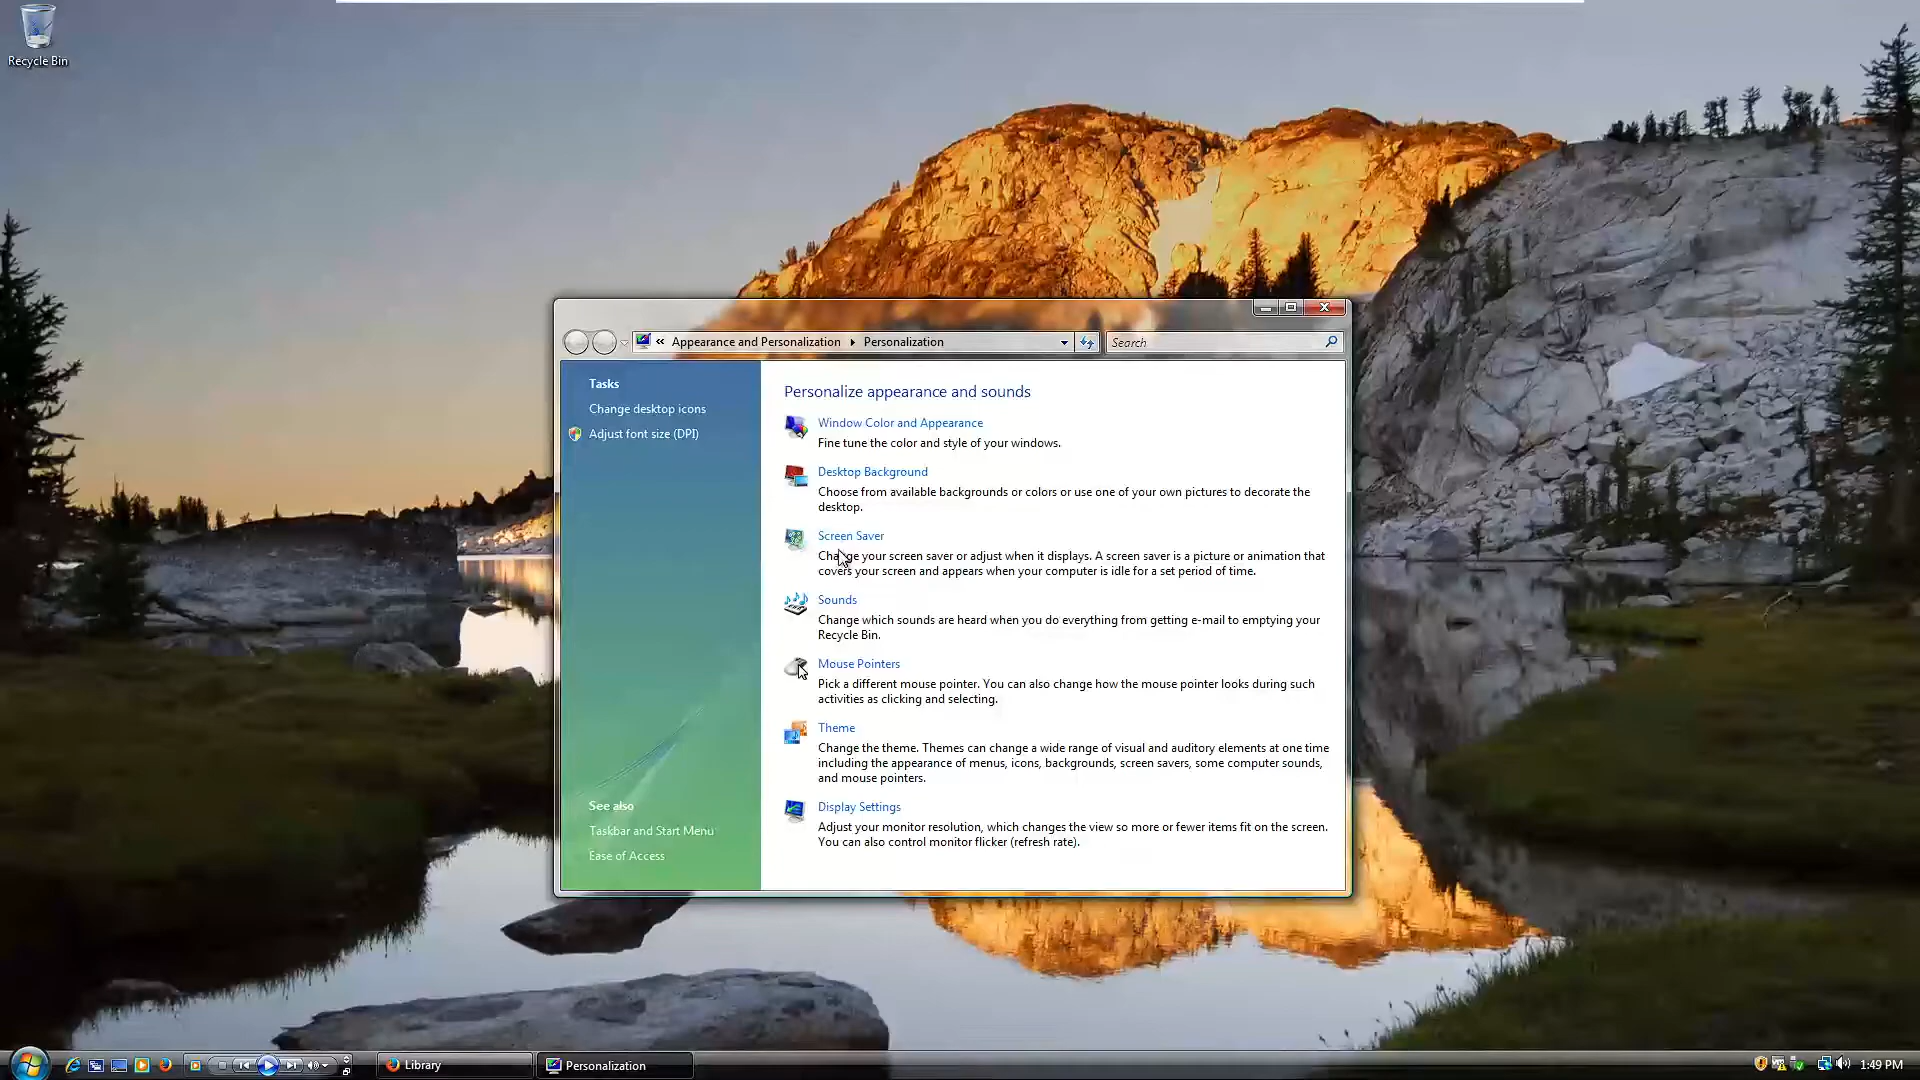 Recycle Bin
« Appearance and Personalization Personalization
Search
Tasks
Change desktop icons
Adjust font size (DPI)
See also
Taskbar and Start Menu
Ease of Access
Personalize appearance and sounds
Window Color and Appearance
Fine tune the color and style of your windows.
Desktop Background
Choose from available backgrounds or colors or use one of your own pictures to decorate the
desktop.
Screen Saver
Change your screen saver or adjust when it displays. A screen saver is a picture or animation that
covers your screen and appears when your computer is idle for a set period of time.
Sounds
Change which sounds are heard when you do everything from getting e-mail to emptying your
Recycle Bin.
Mouse Pointers
Pick a different mouse pointer. You can also change how the mouse pointer looks during such
activities as clicking and selecting.
Theme
Change the theme. Themes can change a wide range of visual and auditory elements at one time
including the appearance of menus, icons, backgrounds, screen savers, some computer sounds,
and mouse pointers.
Display Settings
Adjust your monitor resolution, which changes the view so more or fewer items fit on the screen.
You can also control monitor flicker (refresh rate).
Library
Personalization
1:49 PM